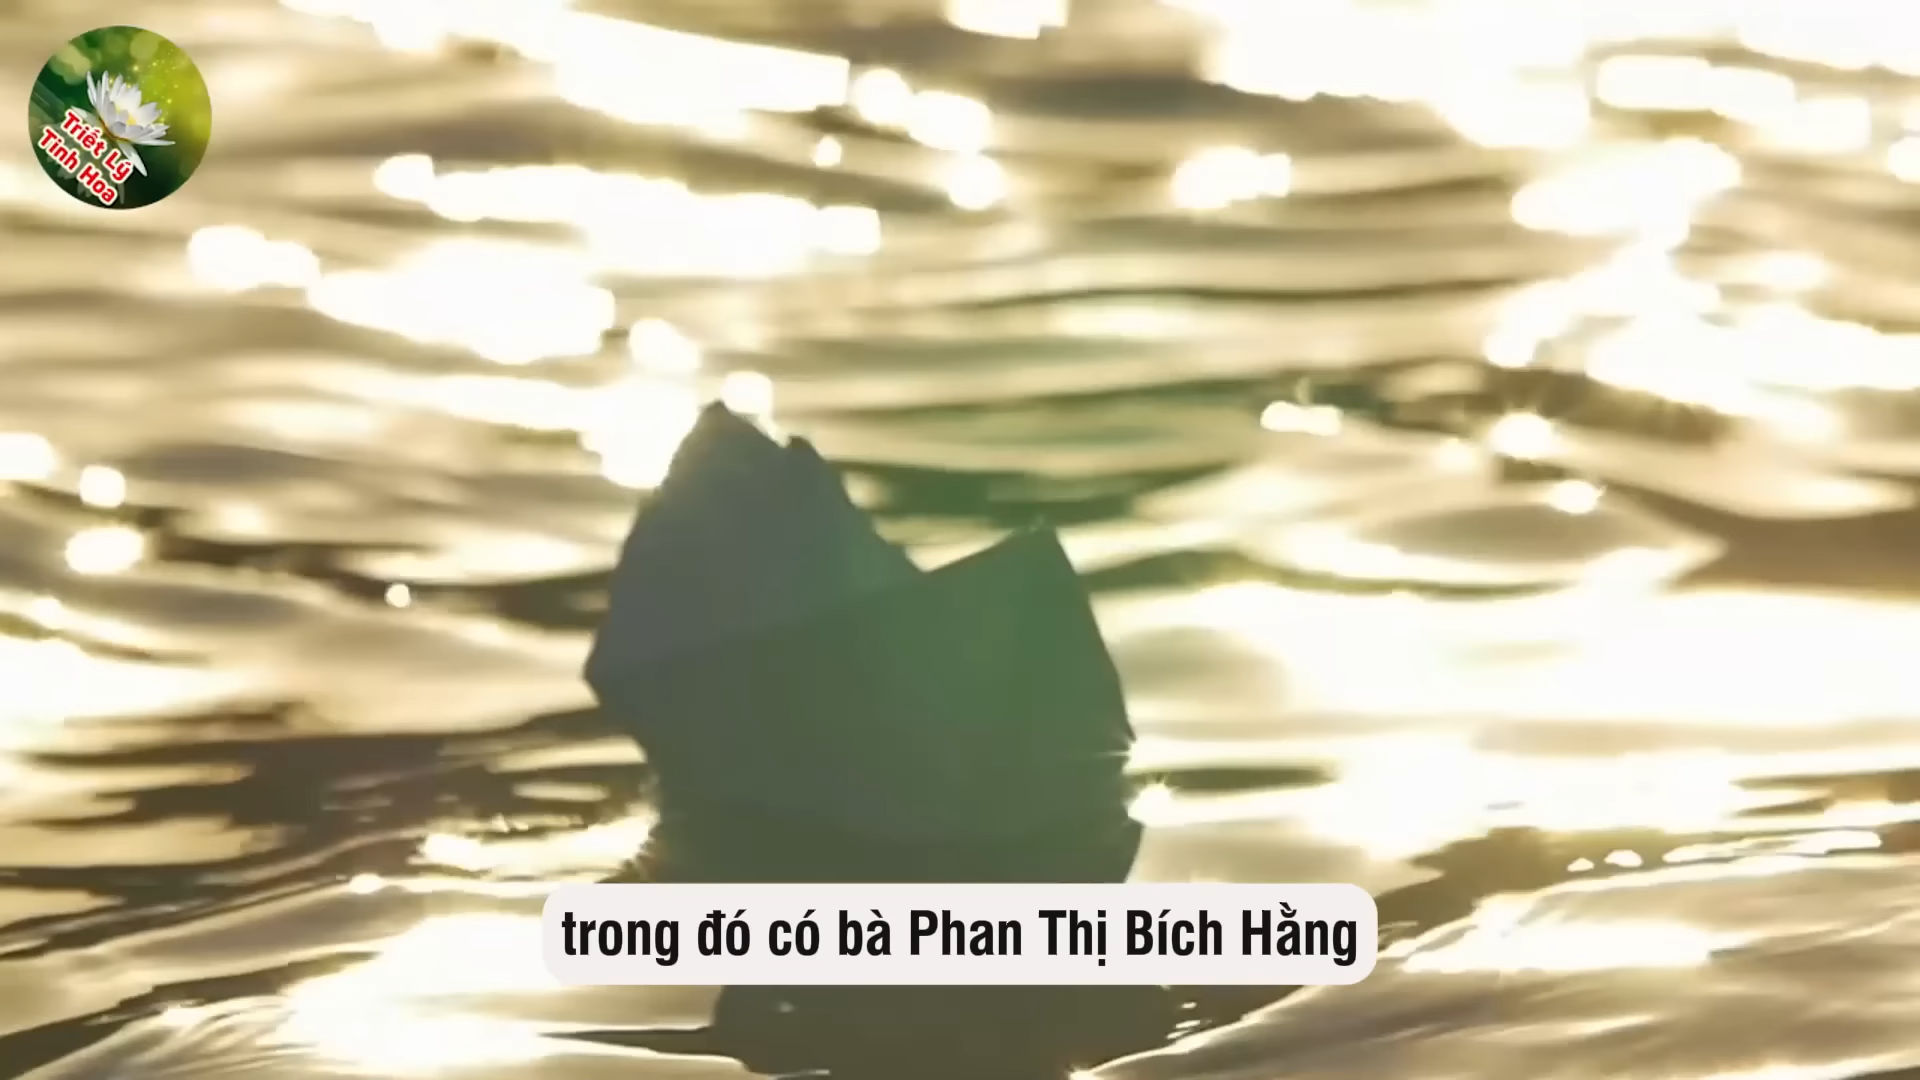 Triết Lý
Tinh Hoa
trong đó có bà Phan Thị Bích Hằng